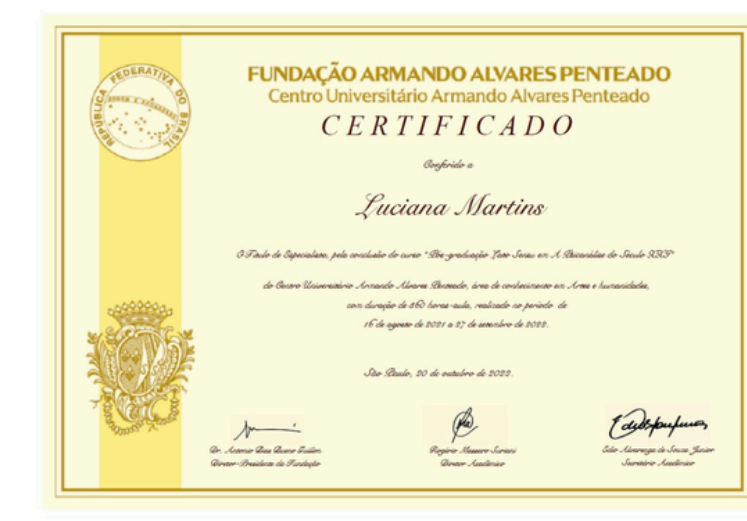 REPÚBLICA FEDERATIVA DO BRASIL
FUNDAÇÃO ARMANDO ALVARES PENTEADO
Centro Universitário Armando Alvares Penteado
CERTIFICADO
Conferido a
Luciana Martins
O Título de Especialista, pela conclusão do curso "Pós-graduação Lato Sensu em A Psicanálise do Século XXI"
do Centro Universitário Armando Alvares Penteado, área de conhecimento em Artes e humanidades,
com duração de 360 horas-aula, realizado no período de
16 de agosto de 2021 a 27 de setembro de 2022.
São Paulo, 20 de outubro de 2022.
Dr. Antonio Bias Bueno Guillon
Diretor-Presidente da Fundação
Rogério Massaro Suriani
Diretor Acadêmico
Eder Alvarenga de Souza Junior
Secretário Acadêmico